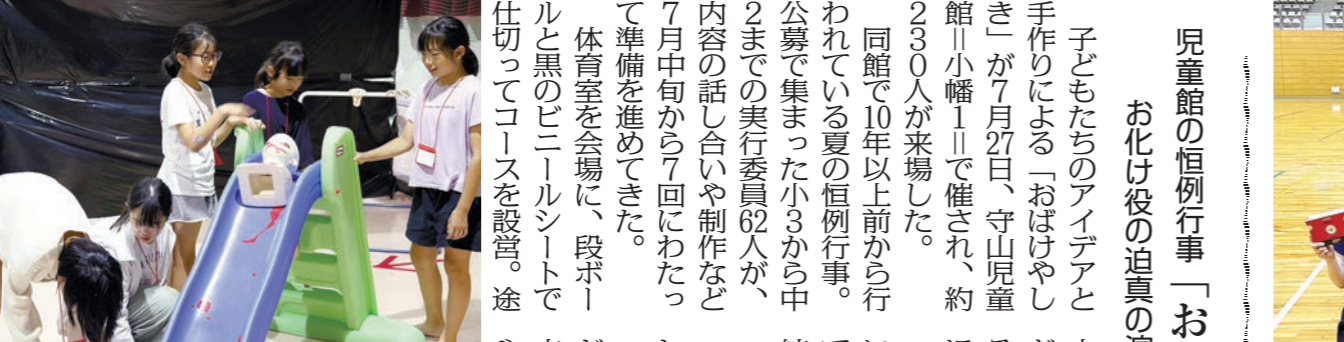 児童館の恒例行事「お
お化け役の迫真の
子どもたちのアイデアと
手作りによる「おばけやし
き」が7月27日、守山児童
館＝小幡1＝で催され、約
230人が来場した。
同館で10年以上前から行
われている夏の恒例行事。
公募で集まった小3から中
2までの実行委員62人が、
内容の話し合いや制作など
7月中旬から7回にわたっ
て準備を進めてきた。
体育室を会場に、段ボー
ルと黒のビニールシートで
仕切ってコースを設営。途